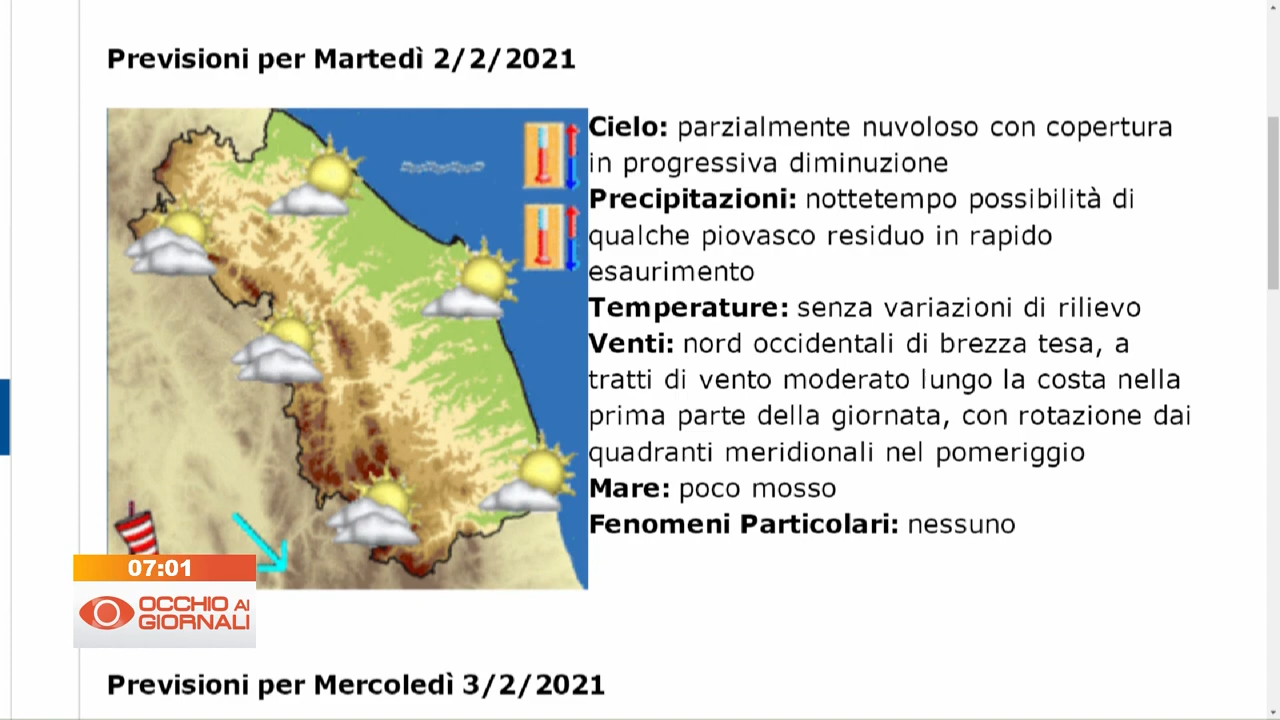 Previsioni per Martedì 2/2/2021
Cielo: parzialmente nuvoloso con copertura
in progressiva diminuzione
Precipitazioni: nottetempo possibilità di
qualche piovasco residuo in rapido
esaurimento
Temperature: senza variazioni di rilievo
Venti: nord occidentali di brezza tesa, a
tratti di vento moderato lungo la costa nella
prima parte della giornata, con rotazione dai
quadranti meridionali nel pomeriggio
Mare: poco mosso
Fenomeni Particolari: nessuno
07:01
OCCHIO AI
GIORNALI
Previsioni per Mercoledì 3/2/2021